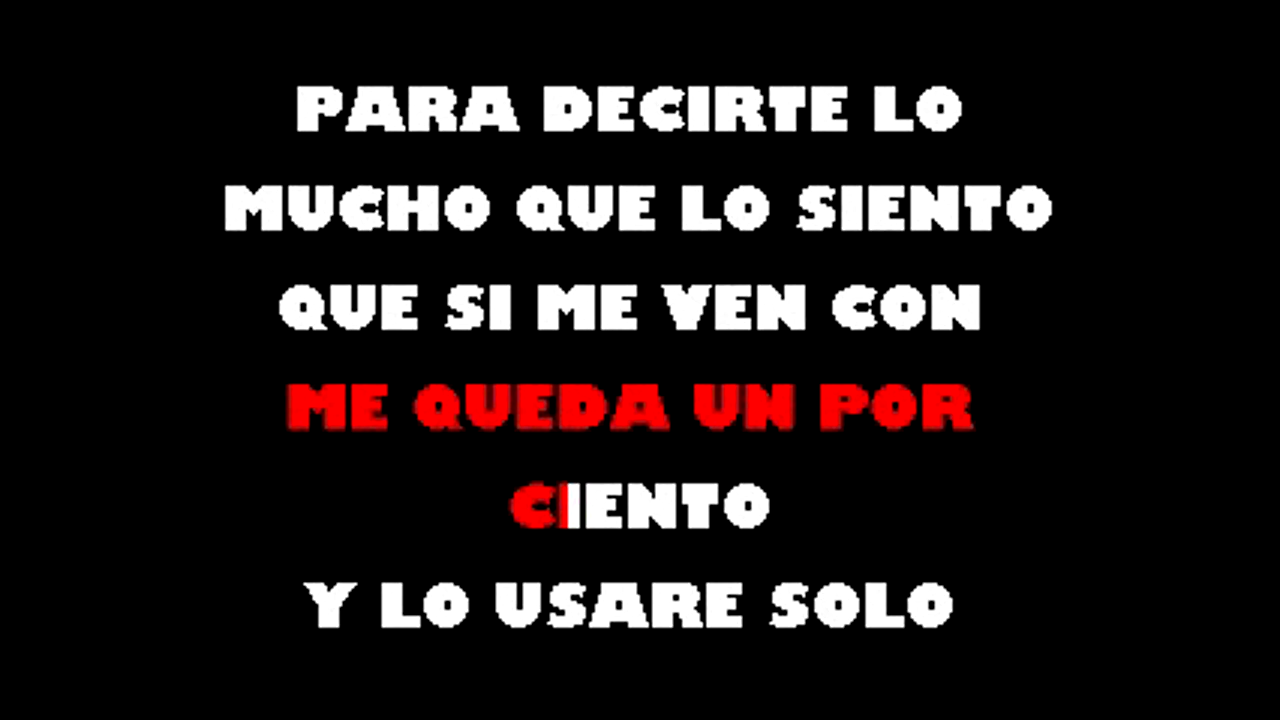 PARA DECIRTE LO
MUCHO QUE LO SIENTO
QUE SI ME VEN CON
ME QUEDA UN POR
CIENTO
Y LO USARE SOLO